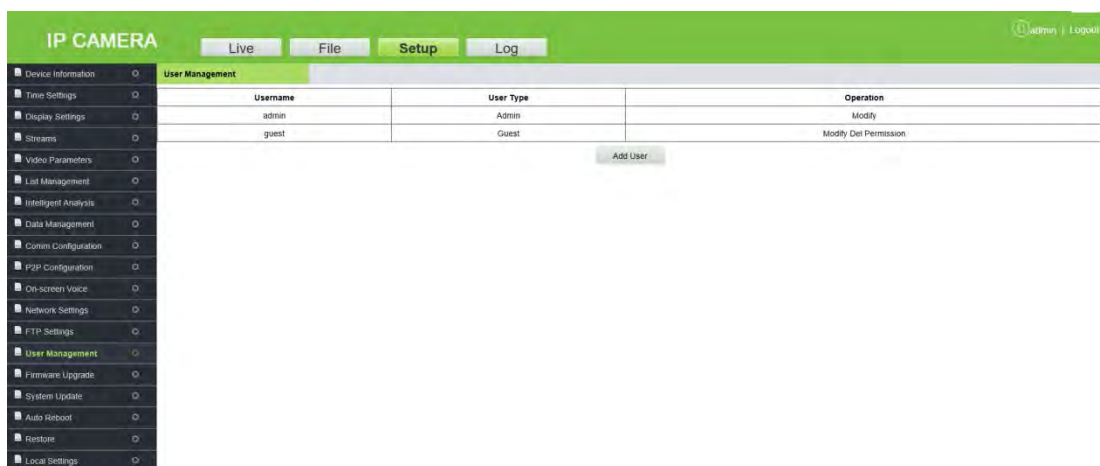 IP CAMERA
Live File Setup Log
admin | Logout
Device Information
Time Settings
Display Settings
Streams
Video Parameters
List Management
Intelligent Analysis
Data Management
Comm Configuration
P2P Configuration
On-screen Voice
Network Settings
FTP Settings
User Management
Firmware Upgrade
System Update
Auto Reboot
Restore
Local Settings
User Management
Username User Type Operation
admin Admin Modify
guest Guest Modify Del Permission
Add User